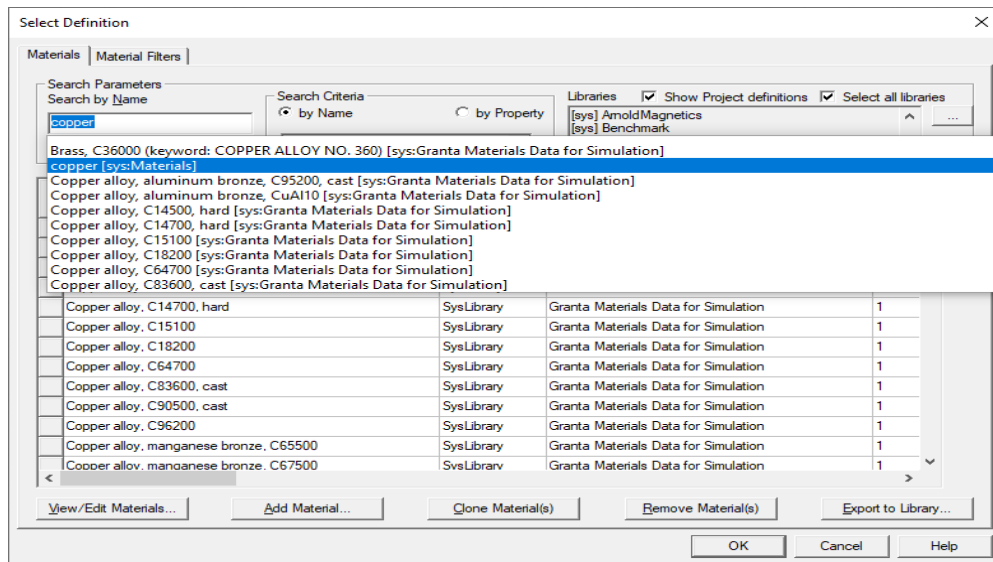 Select Definition
Materials
Material Filters
Search Parameters
Search by Name
copper
Search Criteria
by Name
by Property
Libraries
Show Project definitions
Select all libraries
[sys] ArnoldMagnetics
[sys] Benchmark
...
Brass, C36000 (keyword: COPPER ALLOY NO. 360) [sys:Granta Materials Data for Simulation]
copper [sys:Materials]
Copper alloy, aluminum bronze, C95200, cast [sys:Granta Materials Data for Simulation]
Copper alloy, aluminum bronze, CuAl10 [sys:Granta Materials Data for Simulation]
Copper alloy, C14500, hard [sys:Granta Materials Data for Simulation]
Copper alloy, C14700, hard [sys:Granta Materials Data for Simulation]
Copper alloy, C15100 [sys:Granta Materials Data for Simulation]
Copper alloy, C18200 [sys:Granta Materials Data for Simulation]
Copper alloy, C64700 [sys:Granta Materials Data for Simulation]
Copper alloy, C83600, cast [sys:Granta Materials Data for Simulation]
Copper alloy, C14700, hard SysLibrary Granta Materials Data for Simulation 1
Copper alloy, C15100 SysLibrary Granta Materials Data for Simulation 1
Copper alloy, C18200 SysLibrary Granta Materials Data for Simulation 1
Copper alloy, C64700 SysLibrary Granta Materials Data for Simulation 1
Copper alloy, C83600, cast SysLibrary Granta Materials Data for Simulation 1
Copper alloy, C90500, cast SysLibrary Granta Materials Data for Simulation 1
Copper alloy, C96200 SysLibrary Granta Materials Data for Simulation 1
Copper alloy, manganese bronze, C65500 SysLibrary Granta Materials Data for Simulation 1
Copper alloy, manganese bronze, C67500 SysLibrary Granta Materials Data for Simulation 1
View/Edit Materials... Add Material... Clone Material(s) Remove Material(s) Export to Library...
OK Cancel Help